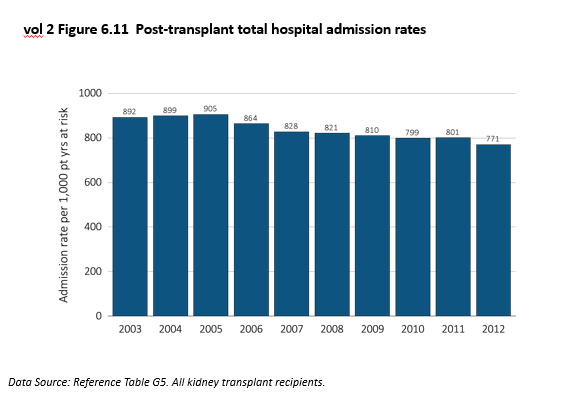 vol 2 Figure 6.11  Post-transplant total hospital admission rates
Admission rate per 1,000 pt yrs at risk
1000
800
600
400
200
0
892 899 905 864 828 821 810 799 801 771
2003 2004 2005 2006 2007 2008 2009 2010 2011 2012
Data Source: Reference Table G5. All kidney transplant recipients.